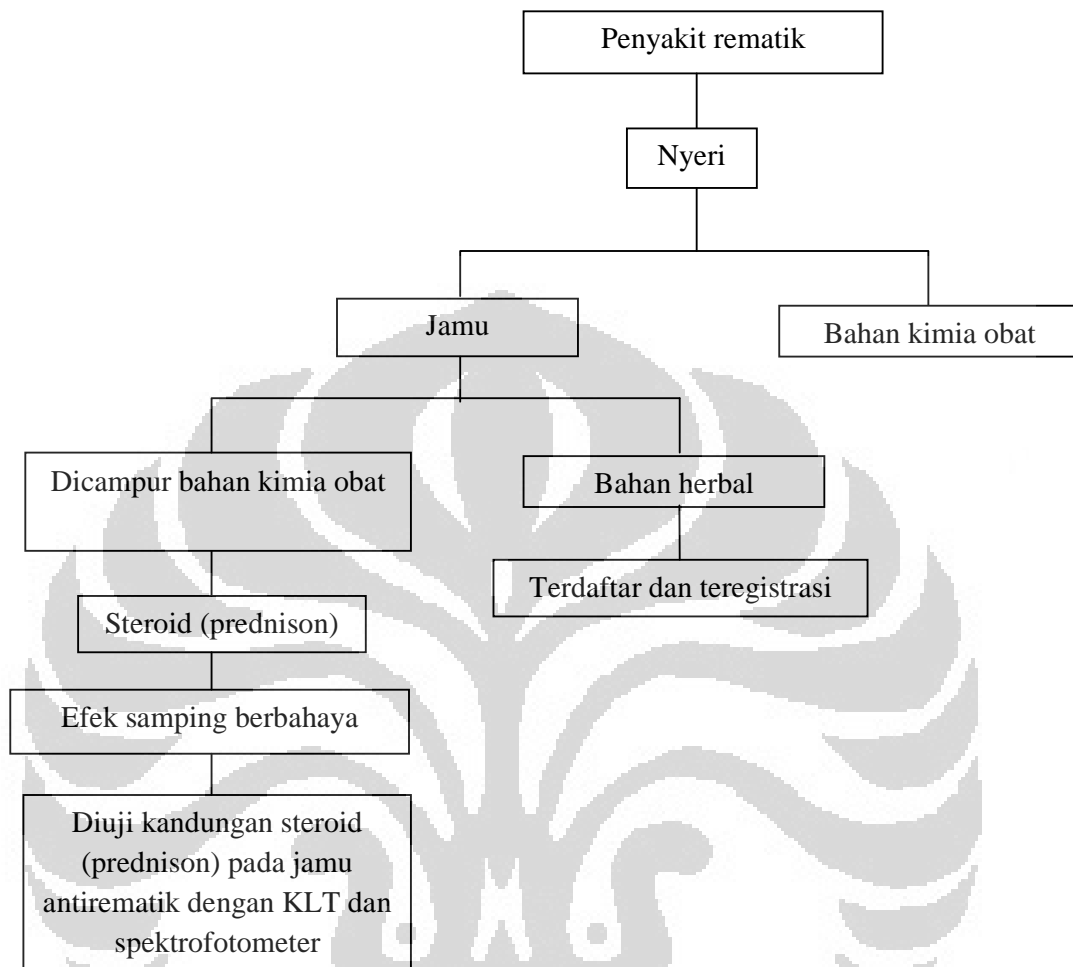 Penyakit rematik
Nyeri
Jamu
Bahan kimia obat
Dicampur bahan kimia obat
Bahan herbal
Terdaftar dan teregistrasi
Steroid (prednison)
Efek samping berbahaya
Diuji kandungan steroid
(prednison) pada jamu
antirematik dengan KLT dan
spektrofotometer